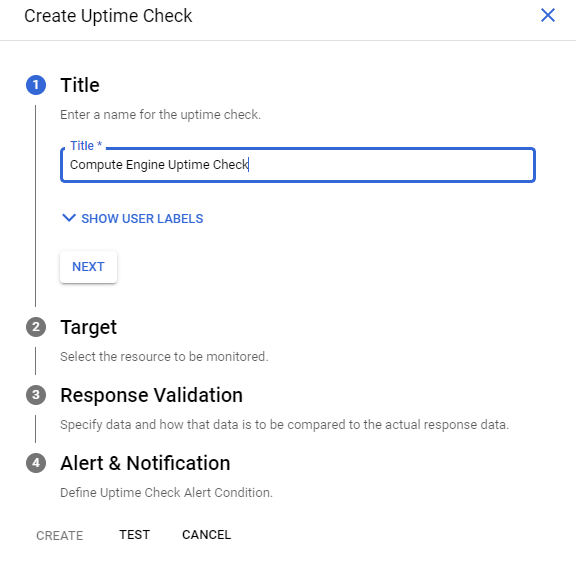 Create Uptime Check
1 Title
Enter a name for the uptime check.
Title *
Compute Engine Uptime Check
SHOW USER LABELS
NEXT
2 Target
Select the resource to be monitored.
3 Response Validation
Specify data and how that data is to be compared to the actual response data.
4 Alert & Notification
Define Uptime Check Alert Condition.
CREATE TEST CANCEL